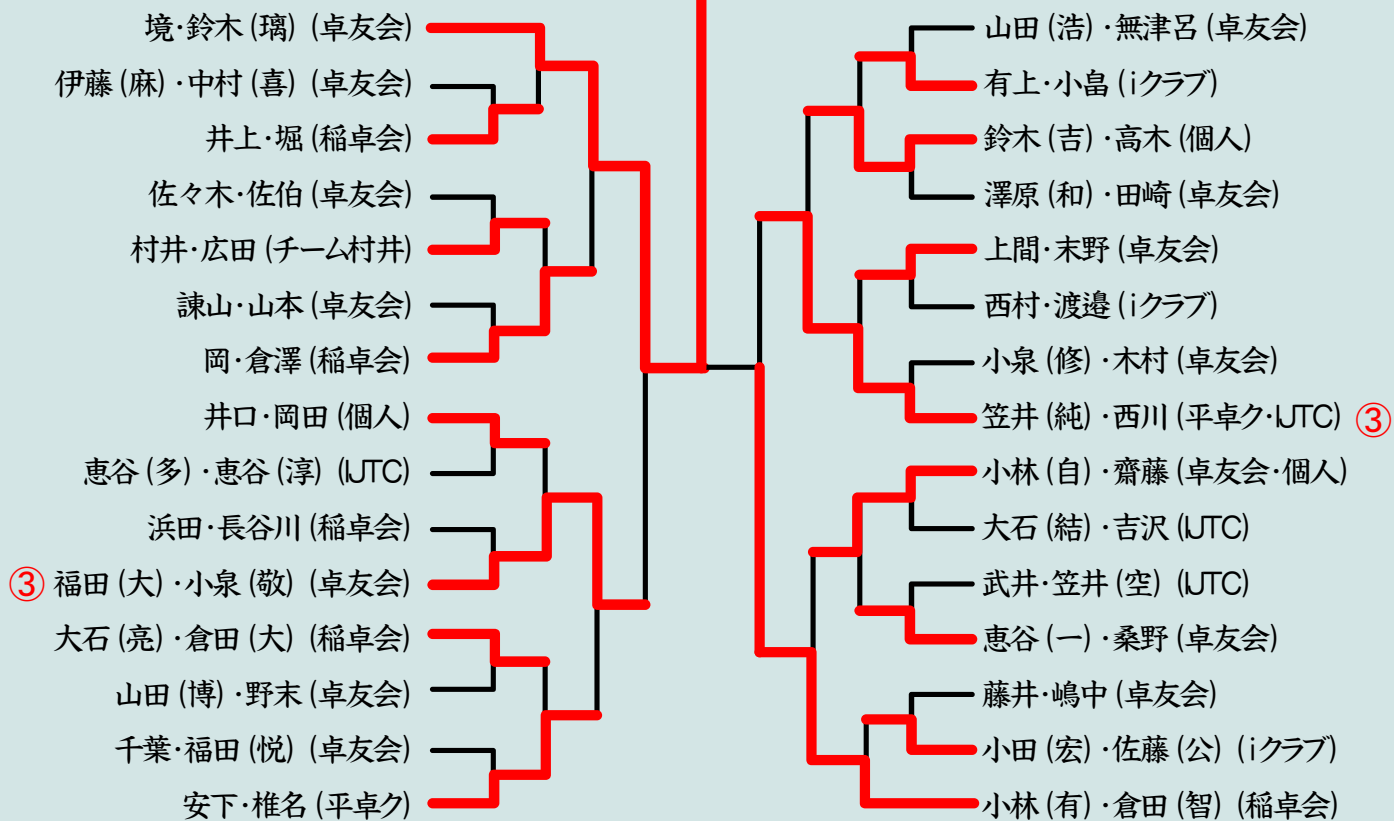 境・鈴木(璃)(卓友会)
伊藤(麻)・中村(喜)(卓友会)
井上・堀(稲卓会)
佐々木・佐伯(卓友会)
村井・広田(チーム村井)
諌山・山本(卓友会)
岡・倉澤(稲卓会)
井口・岡田(個人)
恵谷(多)・恵谷(淳)(IJTC)
浜田・長谷川(稲卓会)
③ 福田(大)・小泉(敬)(卓友会)
大石(亮)・倉田(大)(稲卓会)
山田(博)・野末(卓友会)
千葉・福田(悦)(卓友会)
安下・椎名(平卓ク)
山田(浩)・無津呂(卓友会)
有上・小畠(iクラブ)
鈴木(吉)・高木(個人)
澤原(和)・田崎(卓友会)
上間・末野(卓友会)
西村・渡邉(iクラブ)
小泉(修)・木村(卓友会)
笠井(純)・西川(平卓ク・IJTC) ③
小林(自)・齋藤(卓友会・個人)
大石(結)・吉沢(IJTC)
武井・笠井(空)(IJTC)
恵谷(一)・桑野(卓友会)
藤井・嶋中(卓友会)
小田(宏)・佐藤(公)(iクラブ)
小林(有)・倉田(智)(稲卓会)